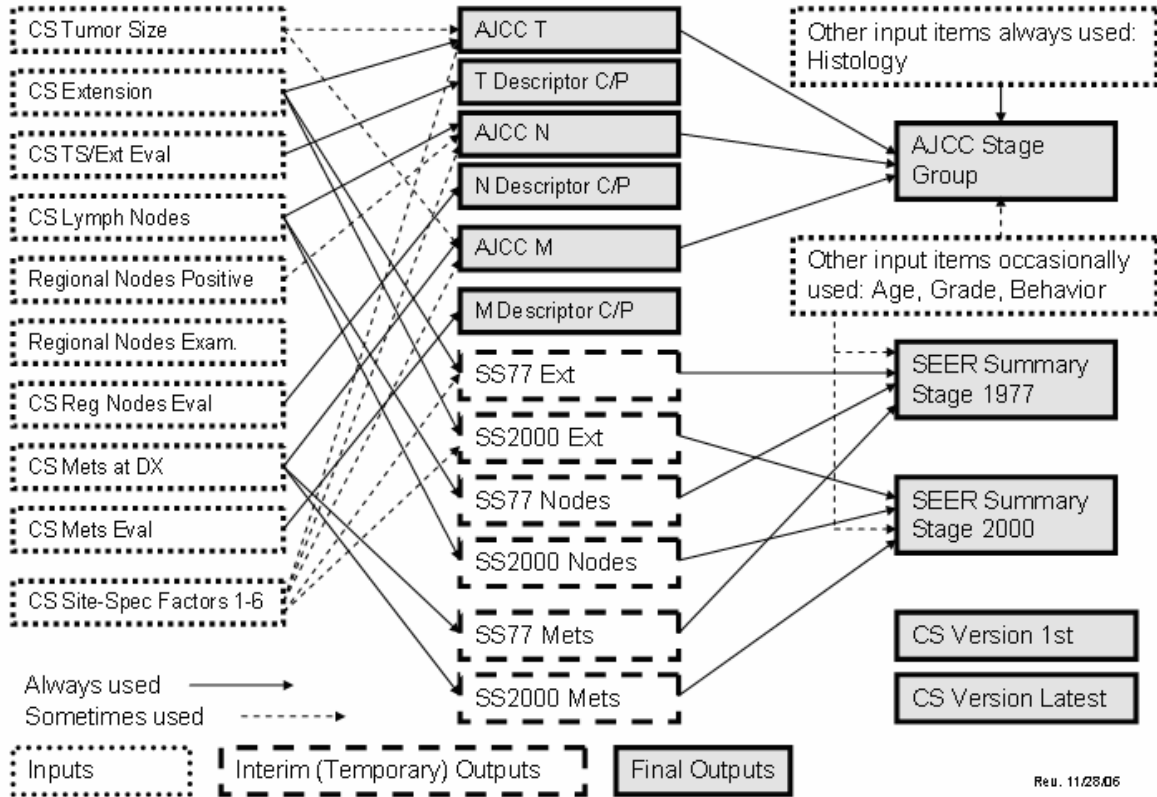 CS Tumor Size
CS Extension
CS TS/Ext Eval
CS Lymph Nodes
Regional Nodes Positive
Regional Nodes Exam.
CS Reg Nodes Eval
CS Mets at DX
CS Mets Eval
CS Site-Spec Factors 1-6
AJCC T
T Descriptor C/P
AJCC N
N Descriptor C/P
AJCC M
M Descriptor C/P
SS77 Ext
SS2000 Ext
SS77 Nodes
SS2000 Nodes
SS77 Mets
SS2000 Mets
Other input items always used:
Histology
AJCC Stage
Group
Other input items occasionally
used: Age, Grade, Behavior
SEER Summary
Stage 1977
SEER Summary
Stage 2000
CS Version 1st
CS Version Latest
Always used
Sometimes used
Inputs
Interim (Temporary) Outputs
Final Outputs
Rev. 11/28/06